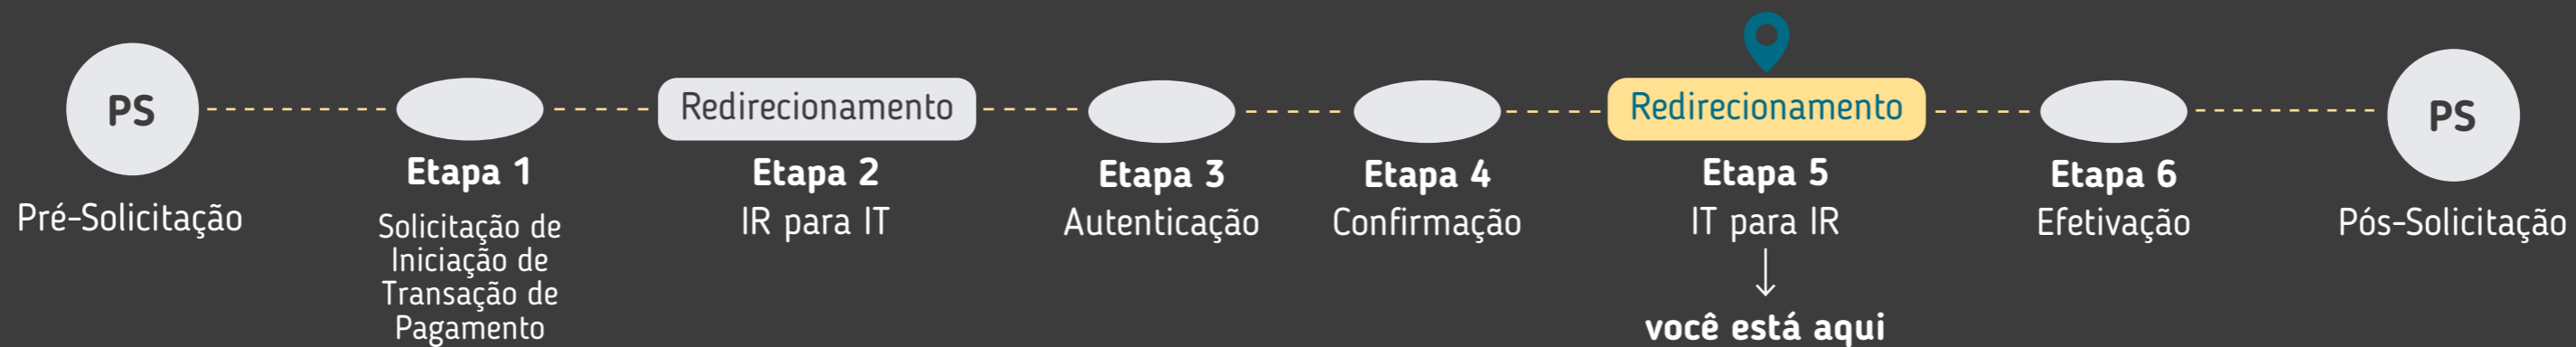 PS
Pré-Solicitação
Etapa 1
Solicitação de
Iniciação de
Transação de
Pagamento
Redirecionamento
Etapa 2
IR para IT
Etapa 3
Autenticação
Etapa 4
Confirmação
Redirecionamento
Etapa 5
IT para IR
você está aqui
Etapa 6
Efetivação
PS
Pós-Solicitação